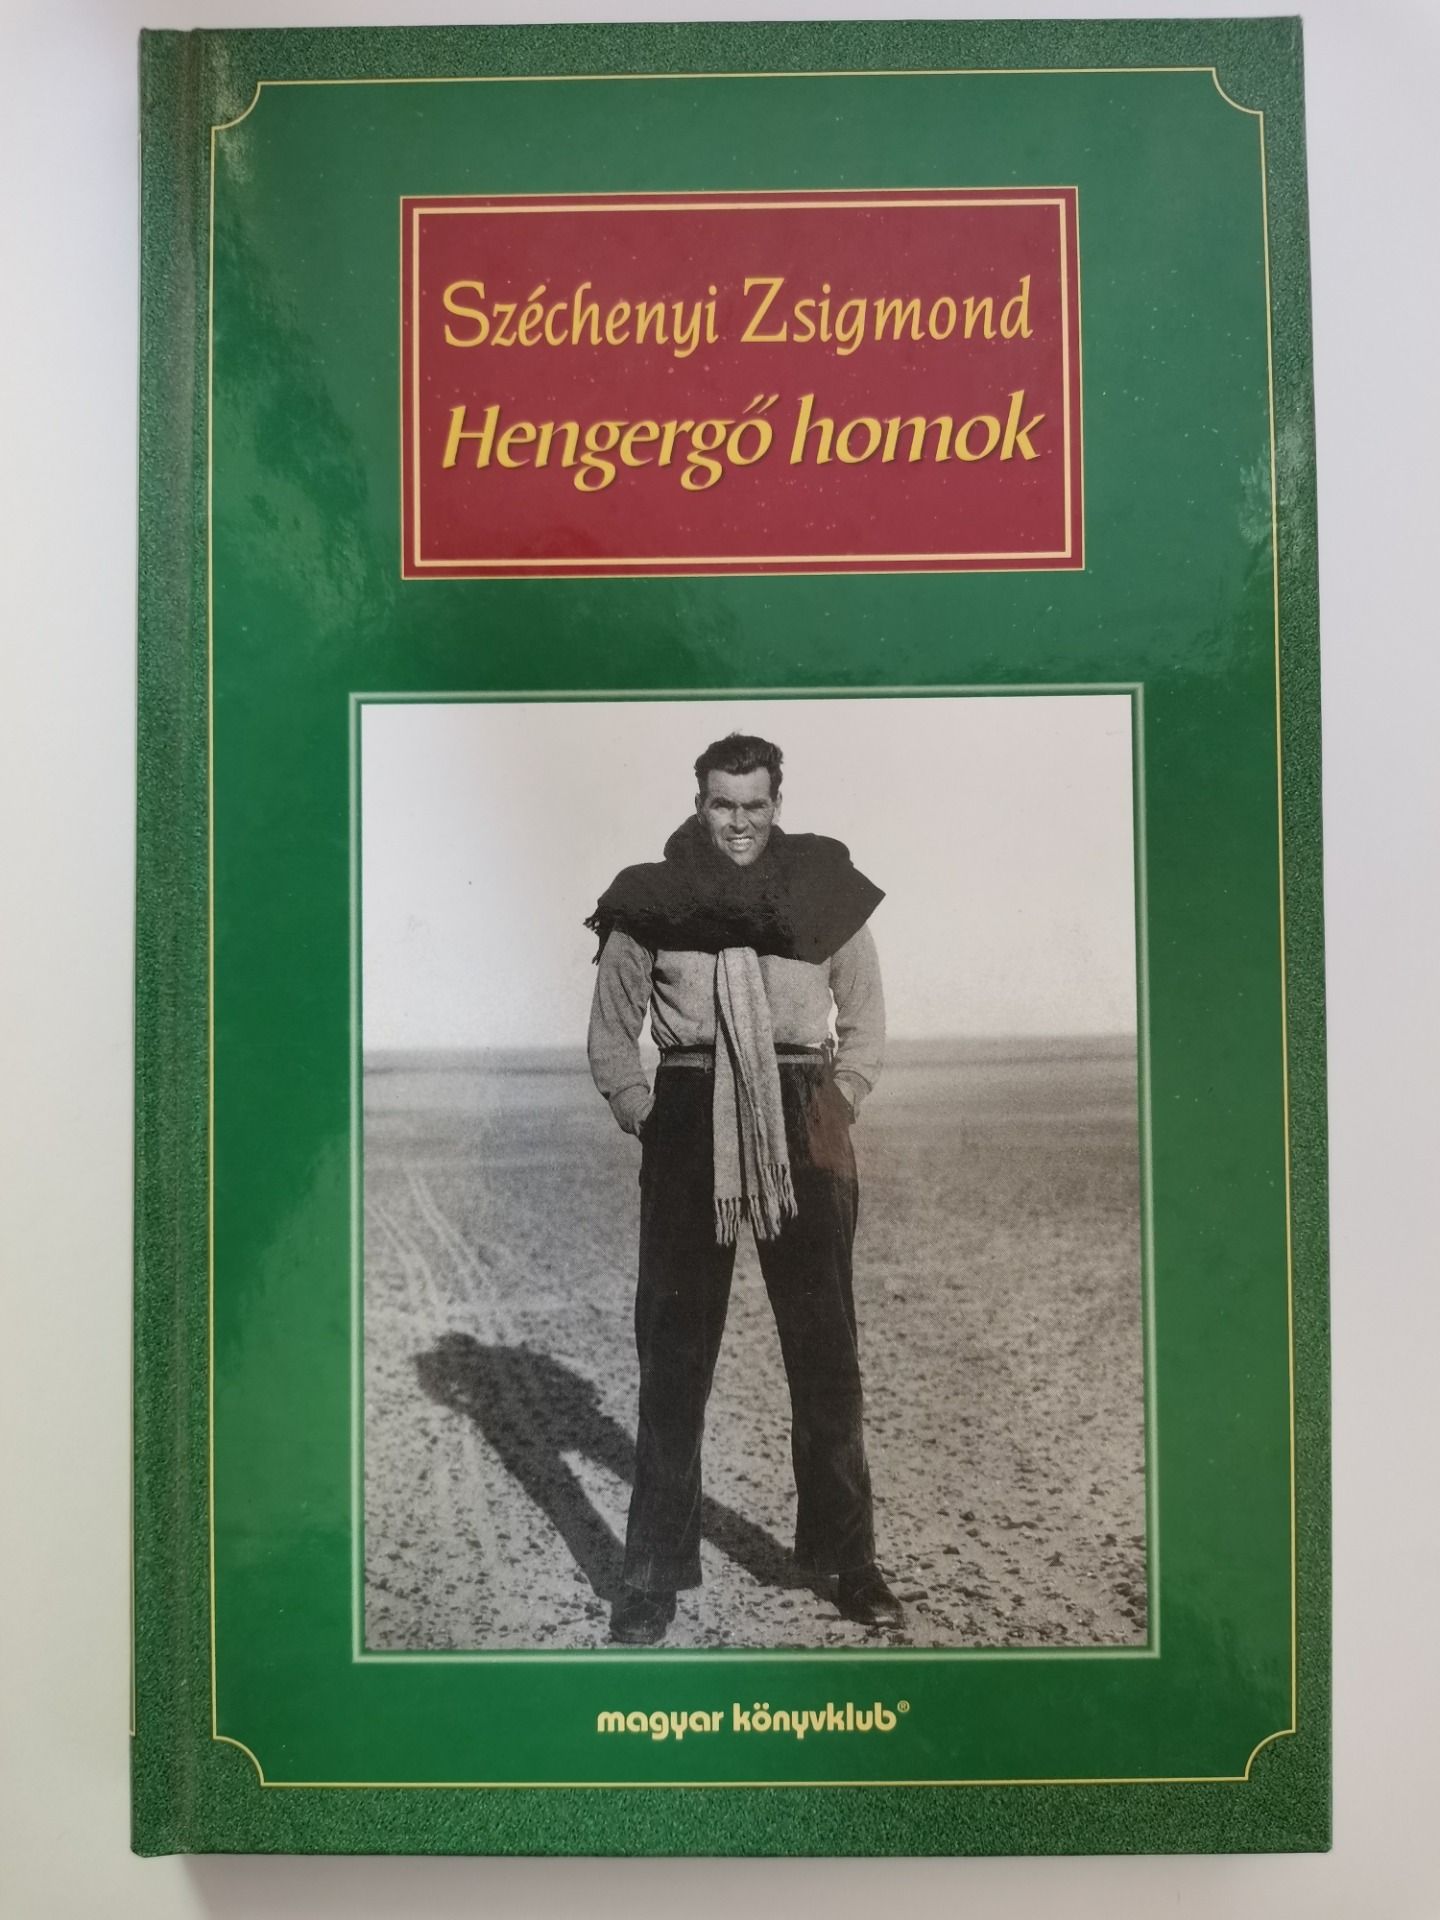 Széchenyi Zsigmond
Hengergő homok
magyar könyvklub®